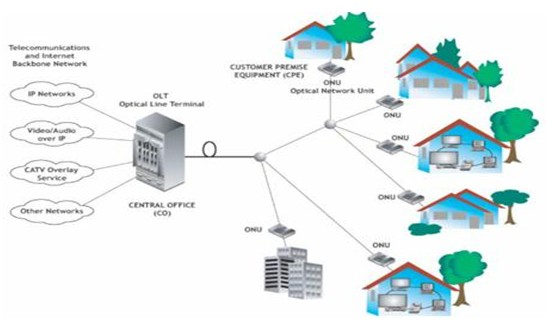 Telecommunications
and Internet
Backbone Network
IP Networks
Video/Audio
over IP
CATV Overlay
Service
Other Networks
OLT
Optical Line Terminal
CENTRAL OFFICE
(CO)
CUSTOMER PREMISE
EQUIPMENT (CPE)
ONU
Optical Network Unit
ONU
ONU
ONU
ONU
ONU